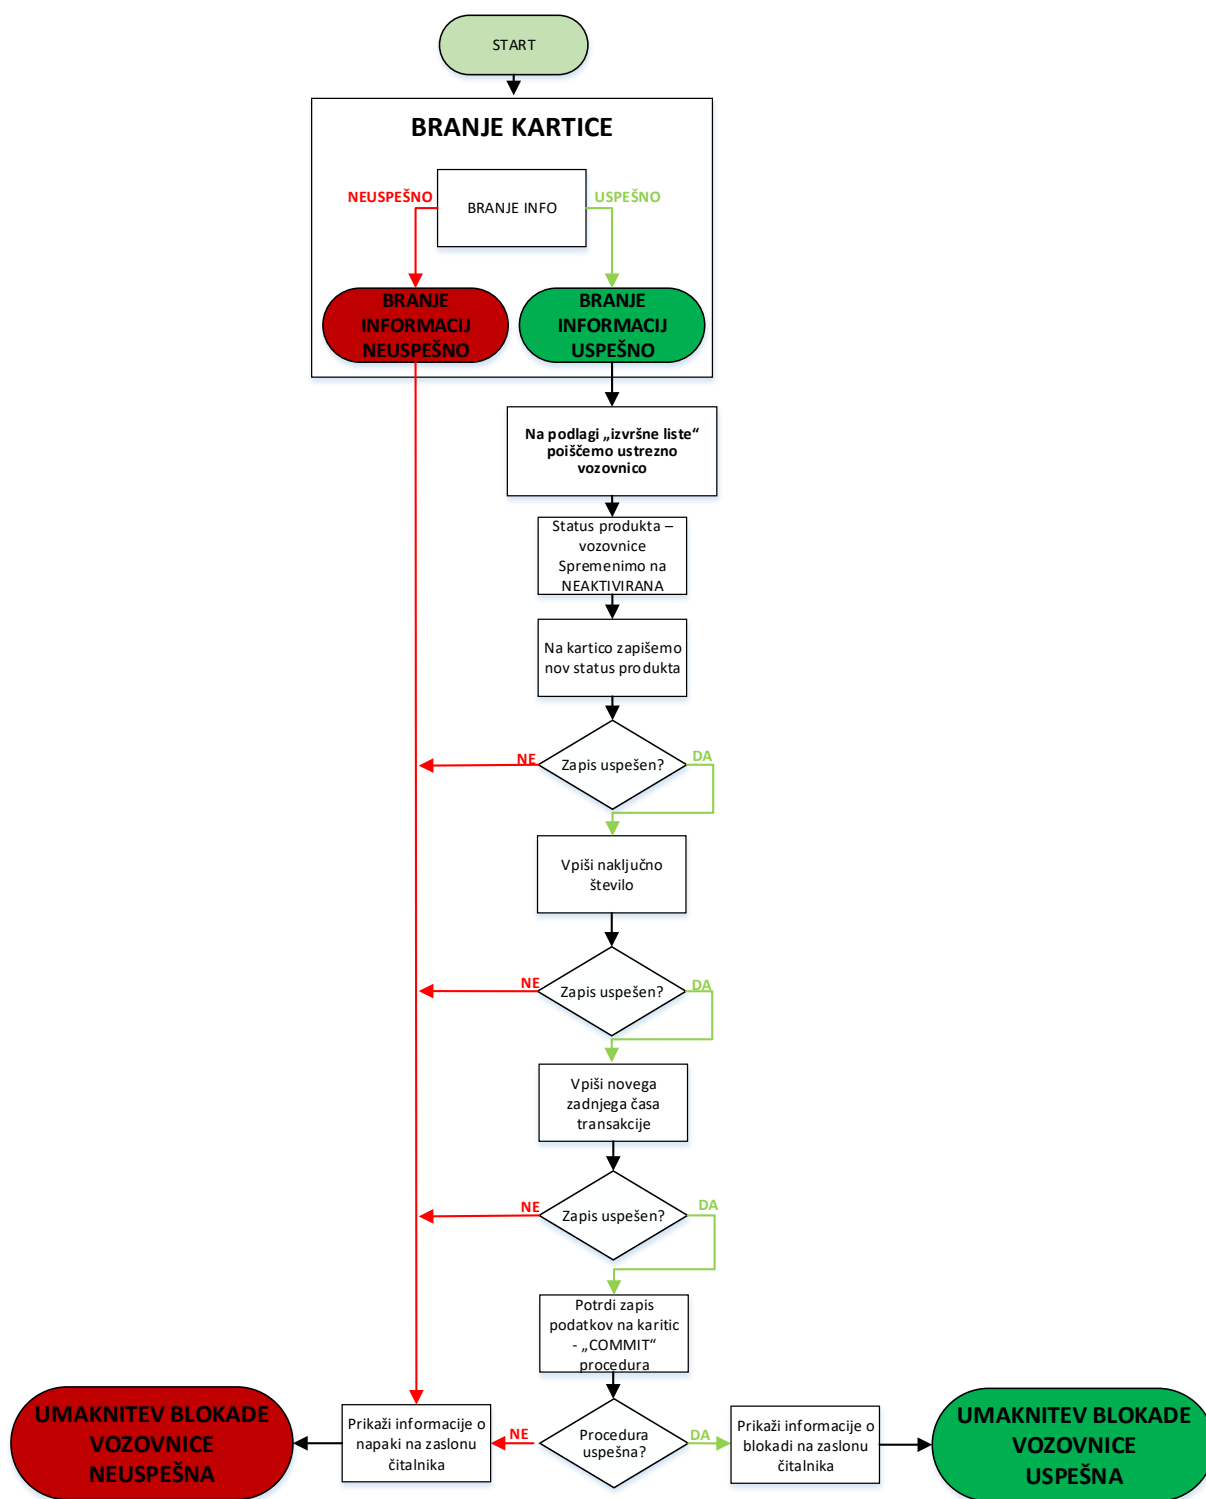 START
BRANJE KARTICE
NEUSPEŠNO
USPEŠNO
BRANJE INFO
BRANJE
INFORMACIJ
NEUSPEŠNO
BRANJE
INFORMACIJ
USPEŠNO
Na podlagi „izvršne liste“
poiščemo ustrezno
vozovnico
Status produkta –
vozovnice
Spremenimo na
NEAKTIVIRANA
Na kartico zapišemo
nov status produkta
NE
Zapis uspešen?
DA
Vpiši naključno
število
NE
Zapis uspešen?
DA
Vpiši novega
zadnjega časa
transakcije
NE
Zapis uspešen?
DA
Potrdi zapis
podatkov na karitic
- „COMMIT“
procedura
UMAKNITEV BLOKADE
VOZOVNICE
NEUSPEŠNA
Prikaži informacije o
napaki na zaslonu
čitalnika
NE
Procedura
uspešna?
DA
Prikaži informacije o
blokadi na zaslonu
čitalnika
UMAKNITEV BLOKADE
VOZOVNICE
USPEŠNA